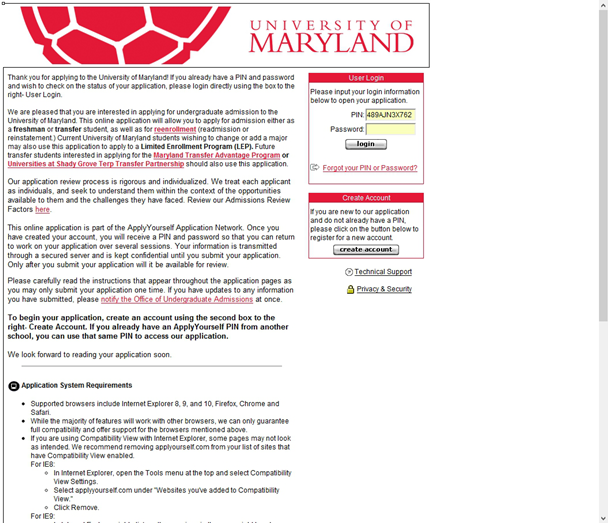 UNIVERSITY OF
MARYLAND
Thank you for applying to the University of Maryland! If you already have a PIN and password
and wish to check on the status of your application, please login directly using the box to the
right- User Login.
We are pleased that you are interested in applying for undergraduate admission to the
University of Maryland. This online application will allow you to apply for admission either as
a freshman or transfer student, as well as for reenrollment (readmission or
reinstatement.) Current University of Maryland students wishing to change or add a major
may also use this application to apply to a Limited Enrollment Program (LEP). Future
transfer students interested in applying for the Maryland Transfer Advantage Program or
Universities at Shady Grove Terp Transfer Partnership should also use this application.
Our application review process is rigorous and individualized. We treat each applicant
as individuals, and seek to understand them within the context of the opportunities
available to them and the challenges they have faced. Review our Admissions Review
Factors here.
This online application is part of the ApplyYourself Application Network. Once you
have created your account, you will receive a PIN and password so that you can return
to work on your application over several sessions. Your information is transmitted
through a secured server and is kept confidential until you submit your application.
Only after you submit your application will it be available for review.
Please carefully read the instructions that appear throughout the application pages as
you may only submit your application one time. If you have updates to any information
you have submitted, please notify the Office of Undergraduate Admissions at once.
To begin your application, create an account using the second box to the
right- Create Account. If you already have an ApplyYourself PIN from another
school, you can use that same PIN to access our application.
We look forward to reading your application soon.
Application System Requirements
Supported browsers include Internet Explorer 8, 9, and 10, Firefox, Chrome and
Safari.
While the majority of features will work with other browsers, we can only guarantee
full compatibility and offer support for the browsers mentioned above.
If you are using Compatibility View with Internet Explorer, some pages may not look
as intended. We recommend removing applyyourself.com from your list of sites that
have Compatibility View enabled.
For IE8:
In Internet Explorer, open the Tools menu at the top and select Compatibility
View Settings.
Select applyyourself.com under "Websites you've added to Compatibility
View."
Click Remove.
For IE9:
User Login
Please input your login information
below to open your application.
PIN: 489AJN3X762
Password:
login
Forgot your PIN or Password?
Create Account
If you are new to our application
and do not already have a PIN,
please click on the button below to
register for a new account.
create account
Technical Support
Privacy & Security